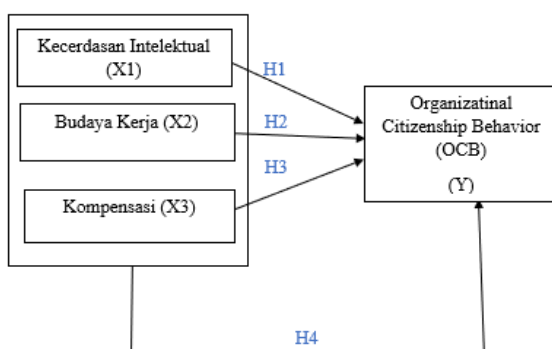 Kecerdasan Intelektual
(X1)
H1
Budaya Kerja (X2)
H2
H3
Kompensasi (X3)
Organizatinal
Citizenship Behavior
(OCB)
(Y)
H4